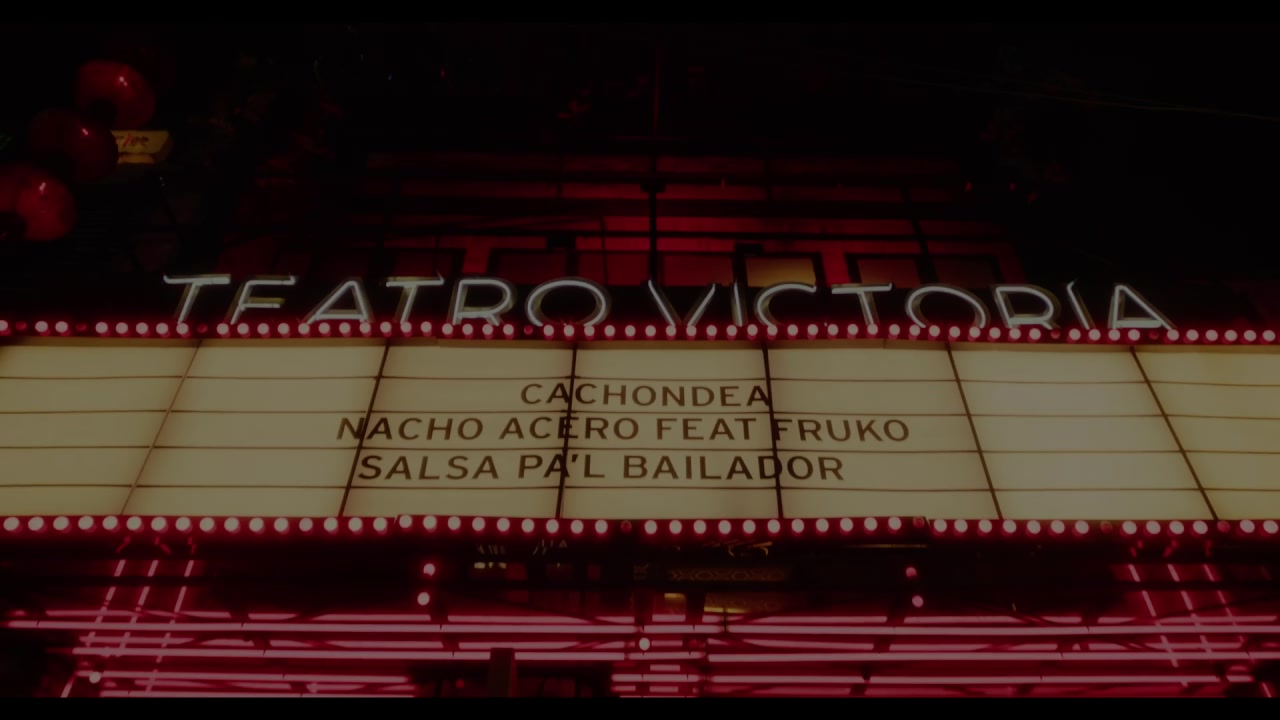 TEATRO VICTORIA
CACHONDEA
NACHO ACERO FEAT FRUKO
SALSA PA'L BAILADOR